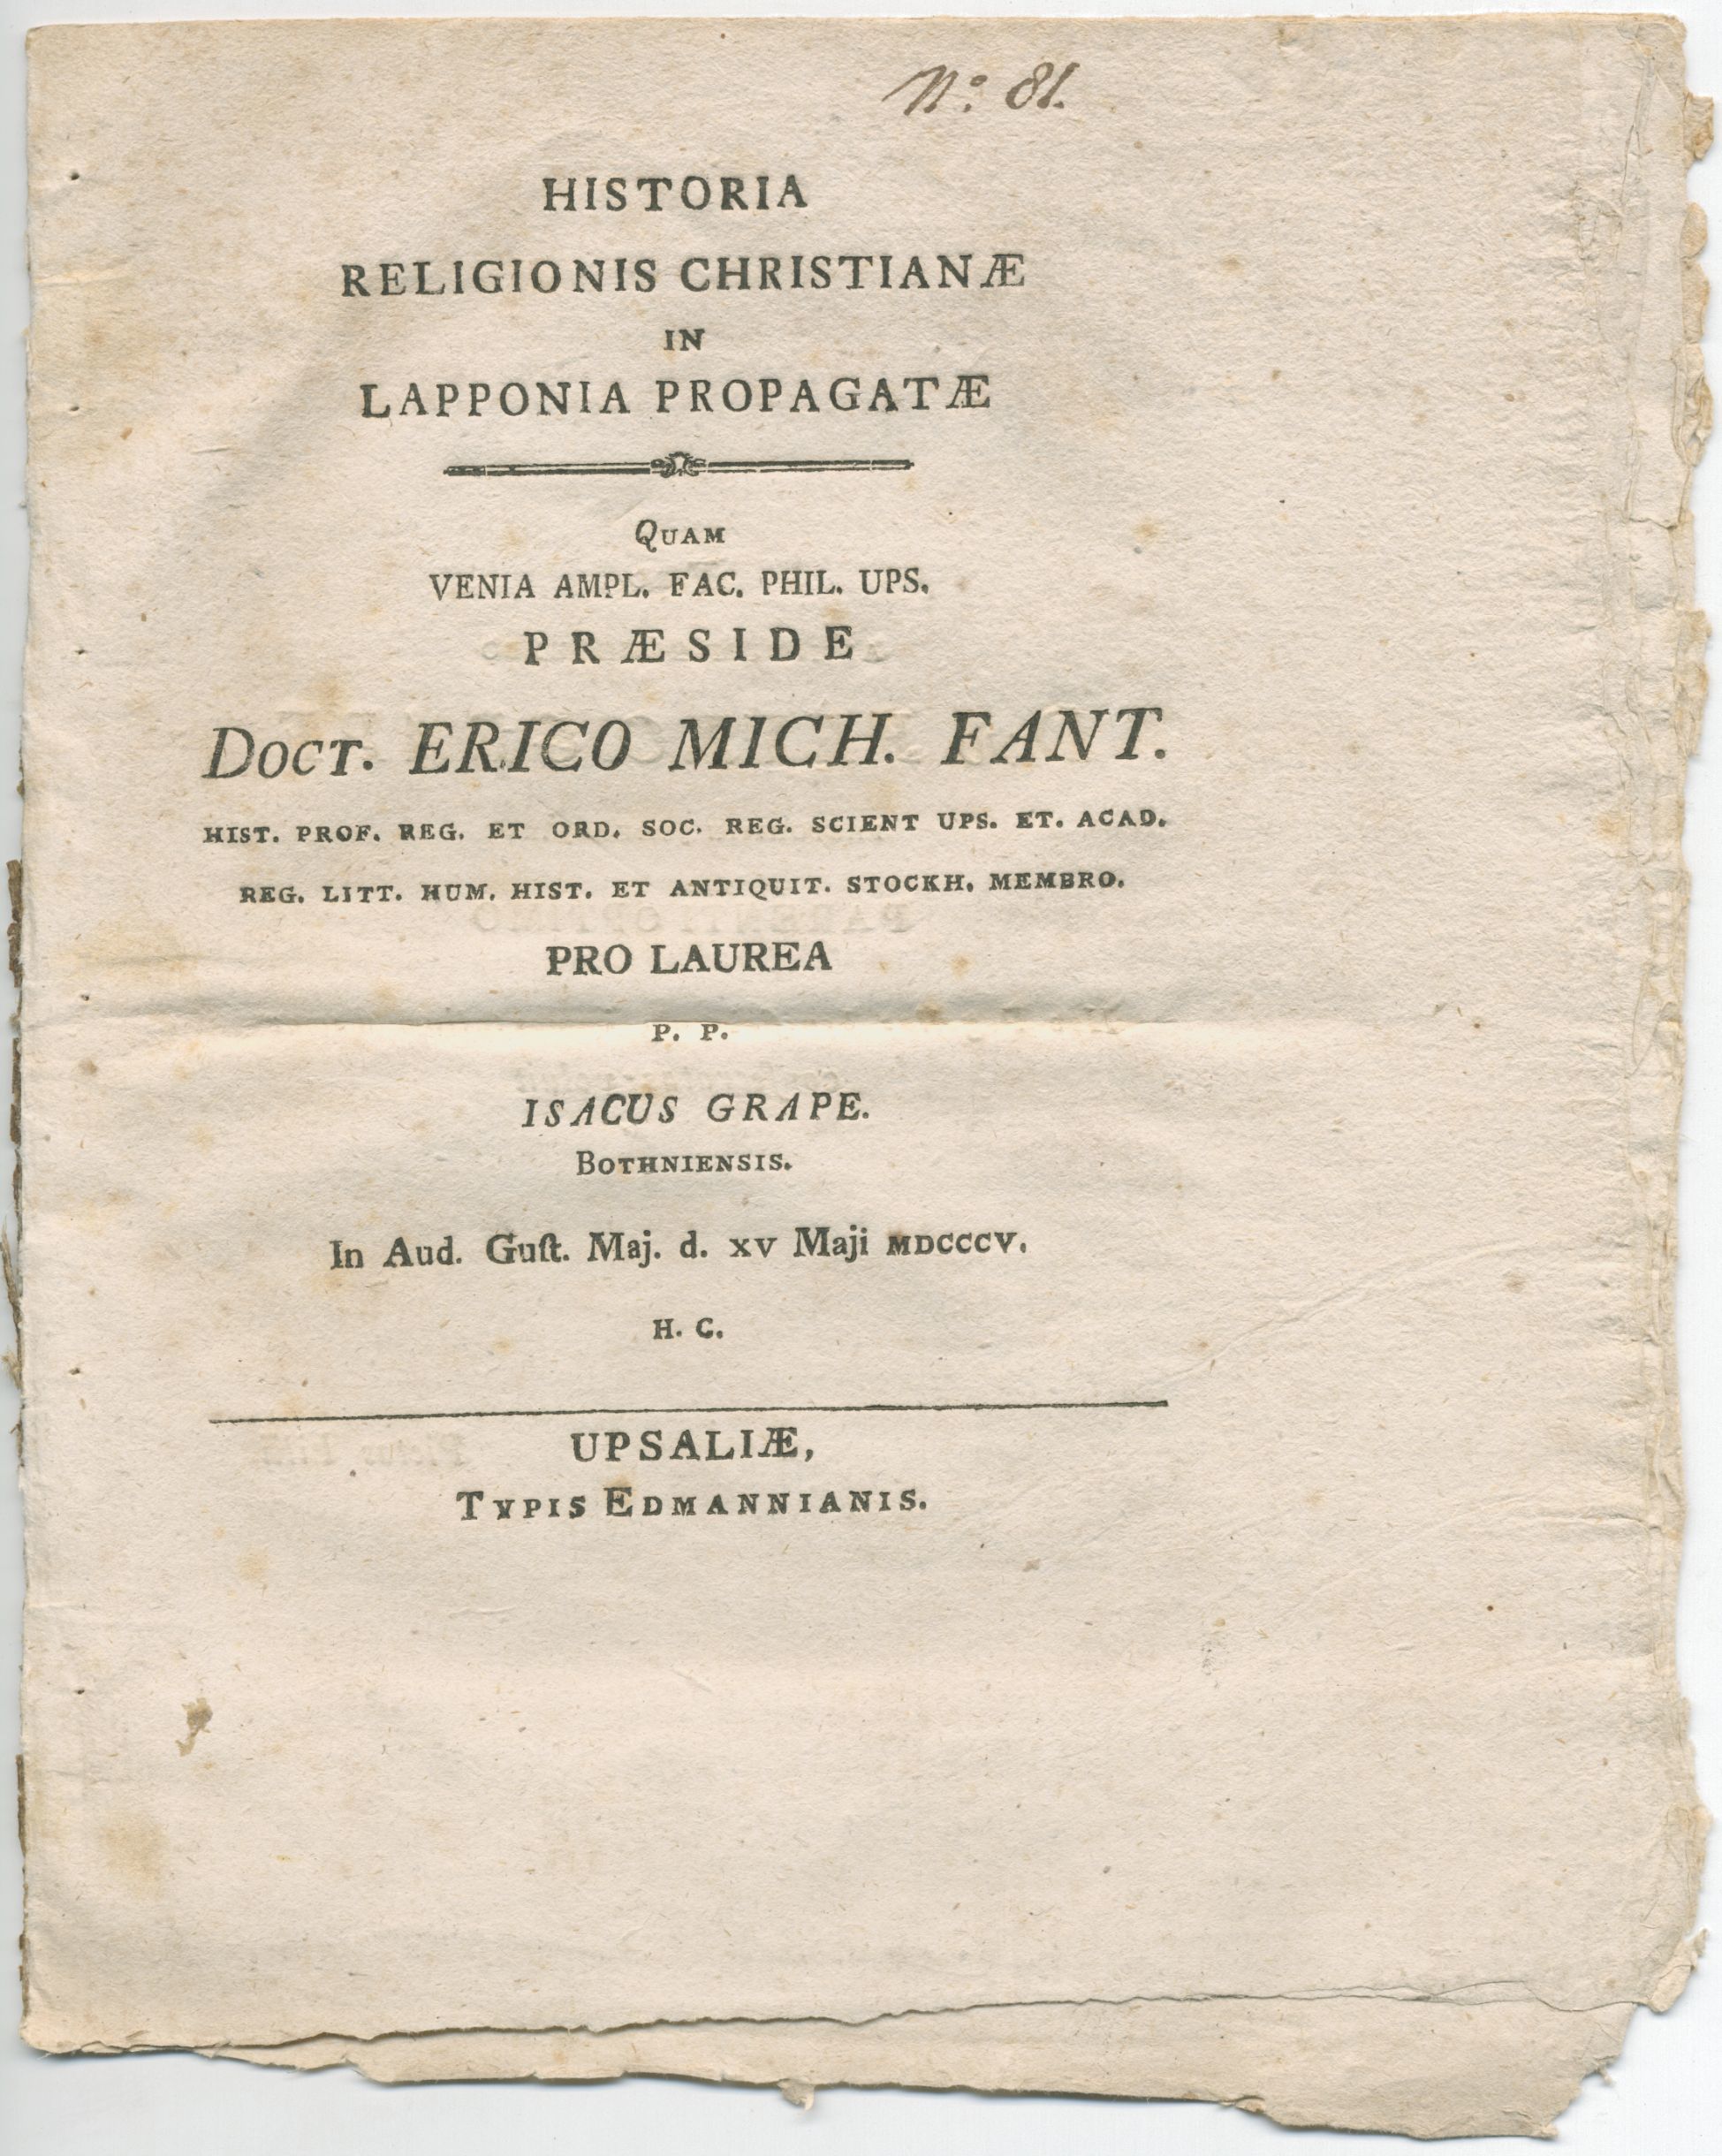 N:o 81.
HISTORIA
RELIGIONIS CHRISTIANÆ
IN
LAPPONIA PROPAGATÆ
QUAM
VENIA AMPL. FAC. PHIL. UPS.
PRÆSIDE
DOCT. ERICO MICH. FANT.
HIST. PROF. REG. ET ORD. SOC. REG. SCIENT UPS. ET. ACAD.
REG. LITT. HUM. HIST. ET ANTIQUIT. STOCKH. MEMBRO.
PRO LAUREA
P. P.
ISACUS GRAPE.
BOTHNIENSIS.
In Aud. Guſt. Maj. d. XV Maji MDCCCV.
H. C.
UPSALIÆ,
TYPIS EDMANNIANIS.